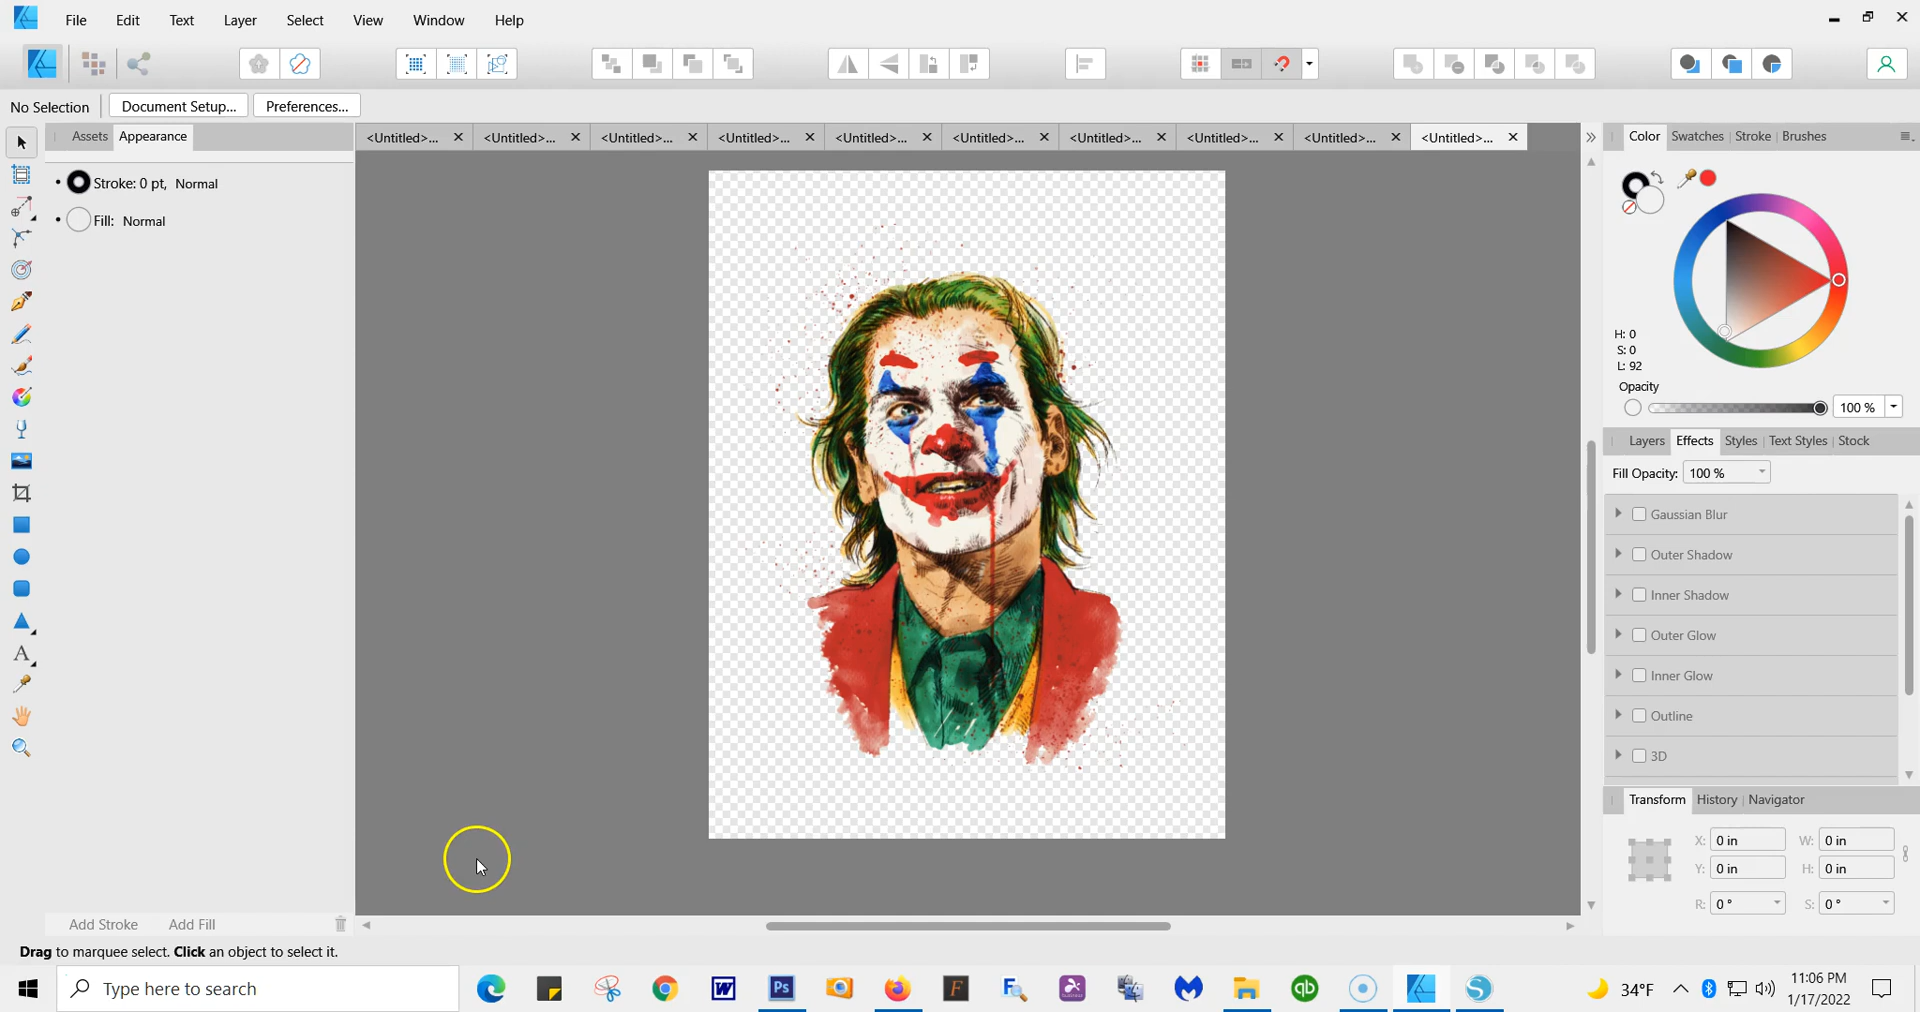 File Edit Text Layer Select View Window Help
No Selection Document Setup... Preferences...
Assets Appearance
<Untitled>... <Untitled>... <Untitled>... <Untitled>... <Untitled>... <Untitled>... <Untitled>... <Untitled>... <Untitled>... <Untitled>...
Color Swatches Stroke Brushes
Stroke: 0 pt, Normal
Fill: Normal
H: 0
S: 0
L: 92
Opacity
100 %
Layers Effects Styles Text Styles Stock
Fill Opacity: 100 %
Gaussian Blur
Outer Shadow
Inner Shadow
Outer Glow
Inner Glow
Outline
3D
Transform History Navigator
X: 0 in W: 0 in
Y: 0 in H: 0 in
R: 0 ° S: 0 °
Add Stroke Add Fill
Drag to marquee select. Click an object to select it.
Type here to search
34°F
11:06 PM
1/17/2022